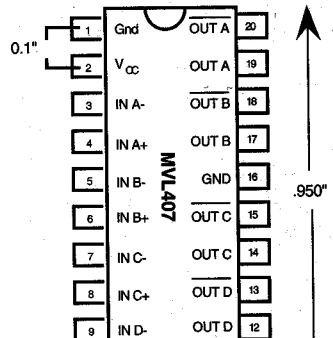 1 Gnd OUT A 20
0.1"
2 VCC OUT A 19
3 IN A- OUT B 18
4 IN A+ OUT B 17
5 IN B- GND 16
MVL407
.950"
6 IN B+ OUT C 15
7 IN C- OUT C 14
8 IN C+ OUT D 13
9 IN D- OUT D 12